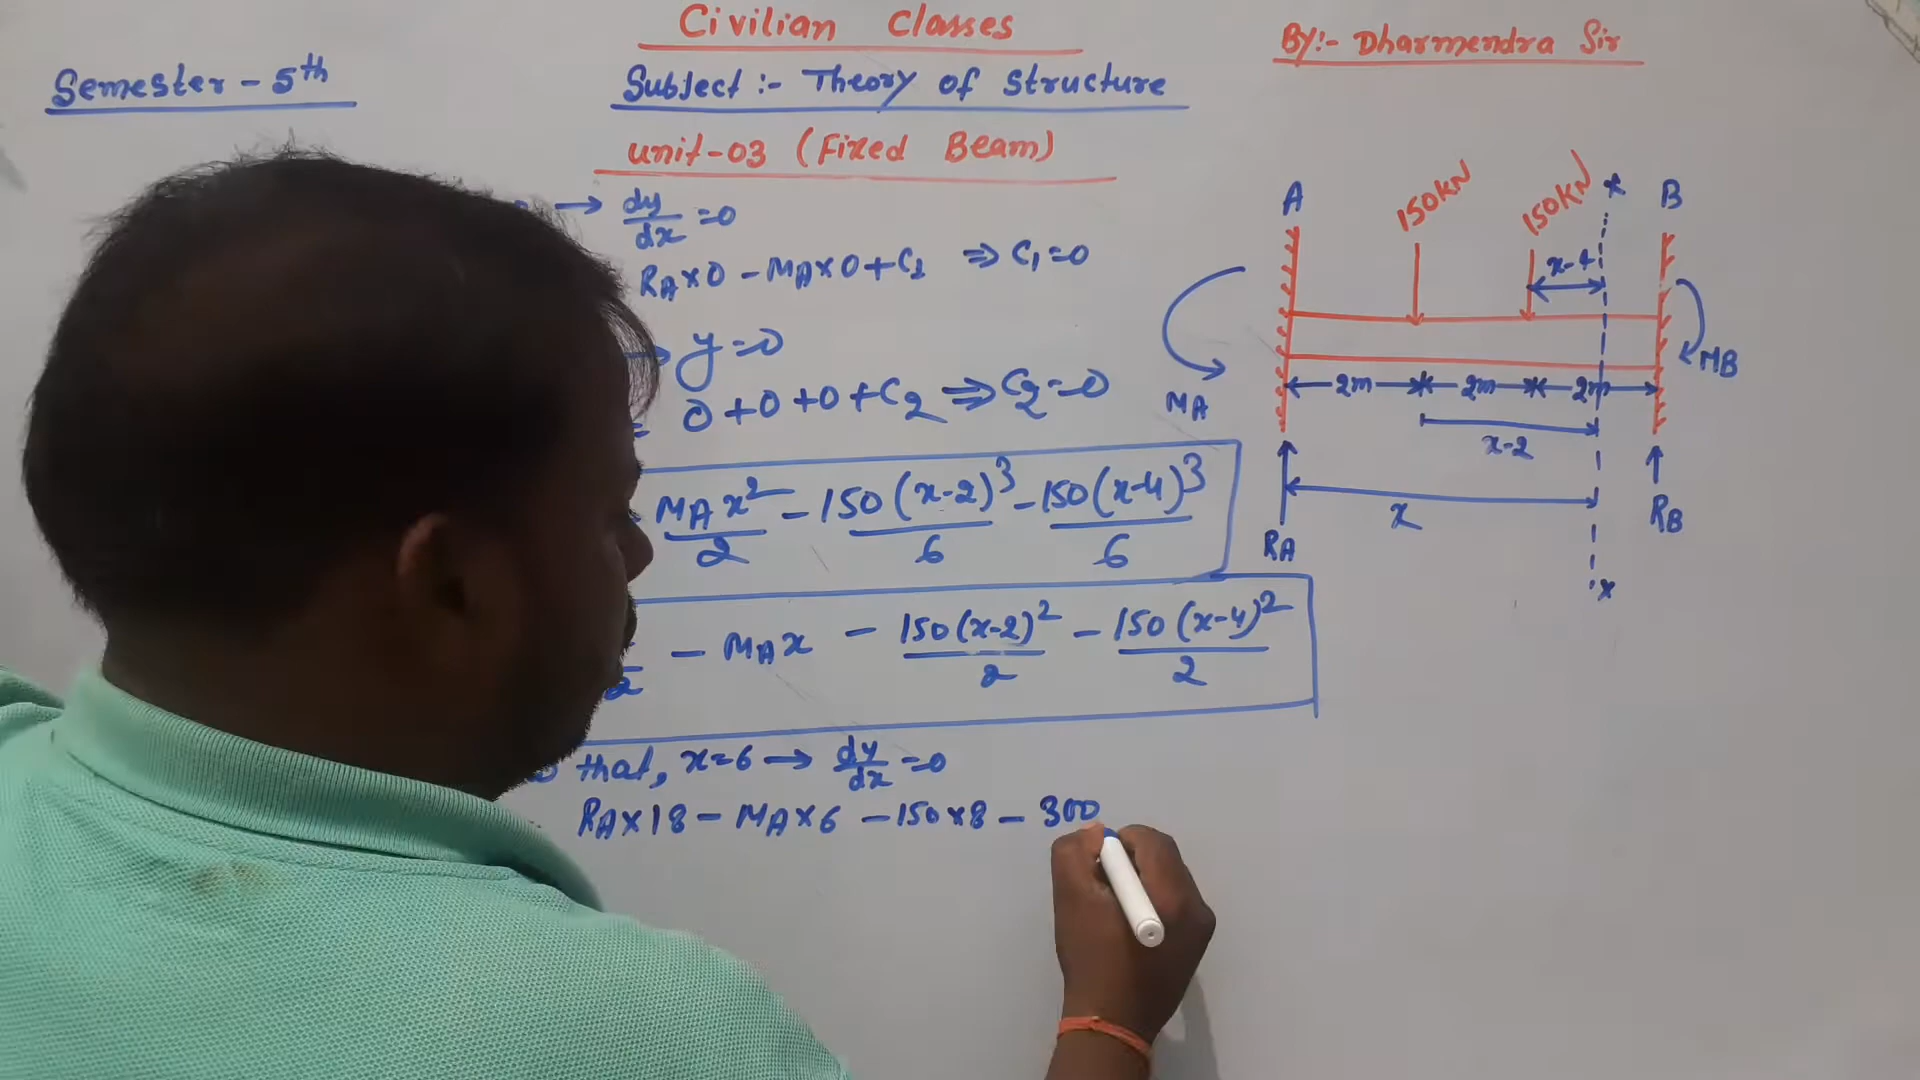 Civilian Classes
By:- Dharmendra Sir
Semester - 5th
Subject :- Theory of Structure
unit-03 (Fixed Beam)
→ dy/dx = 0
RA×0 - MA×0 + C1 ⇒ C1 = 0
→ y = 0
= 0 + 0 + 0 + C2 ⇒ C2 = 0
- MAx²/2 - 150(x-2)³/6 - 150(x-4)³/6
/2 - MAx - 150(x-2)²/2 - 150(x-4)²/2
that, x=6 → dy/dx = 0
RA×18 - MA×6 - 150×8 - 300
A
150KN
150KN
x
B
x-4
MA
2m
2m
2m
MB
x-2
x
RA
RB
x